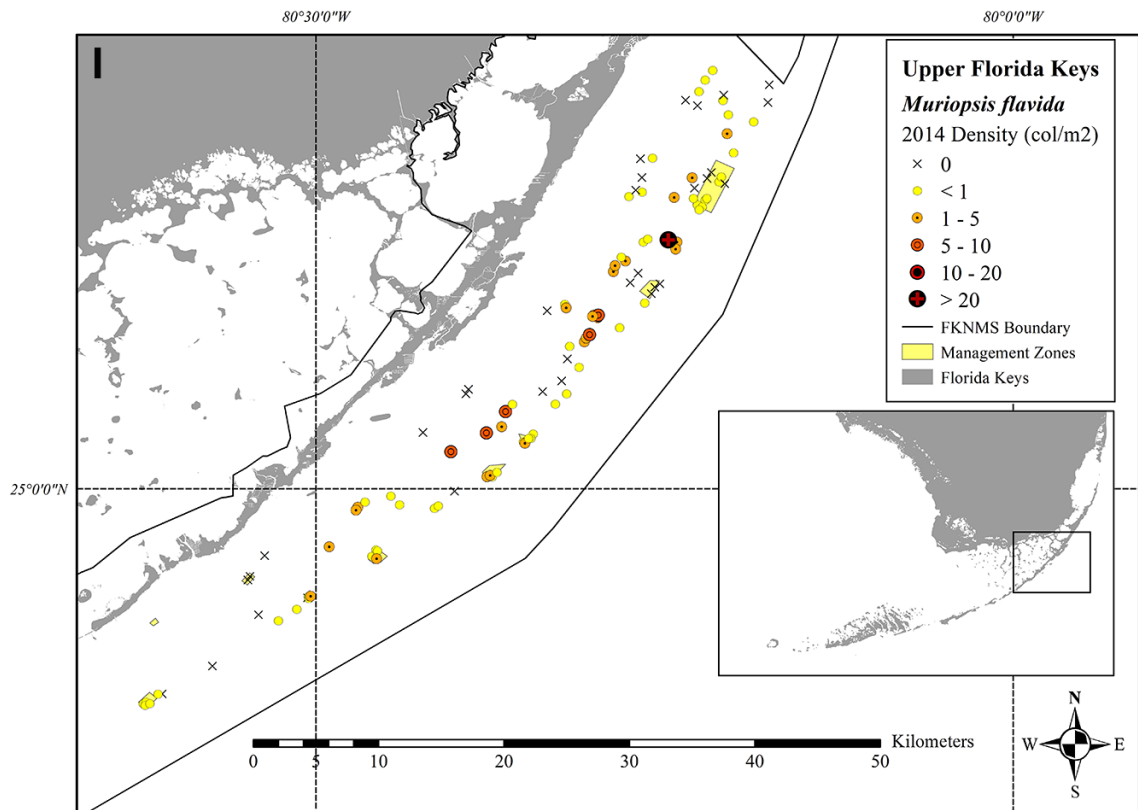 80°30'0"W
80°0'0"W
I
Upper Florida Keys
Muriopsis flavida
2014 Density (col/m2)
0
< 1
1 - 5
5 - 10
10 - 20
> 20
FKNMS Boundary
Management Zones
Florida Keys
25°0'0"N
N
W
E
S
Kilometers
0
5
10
20
30
40
50